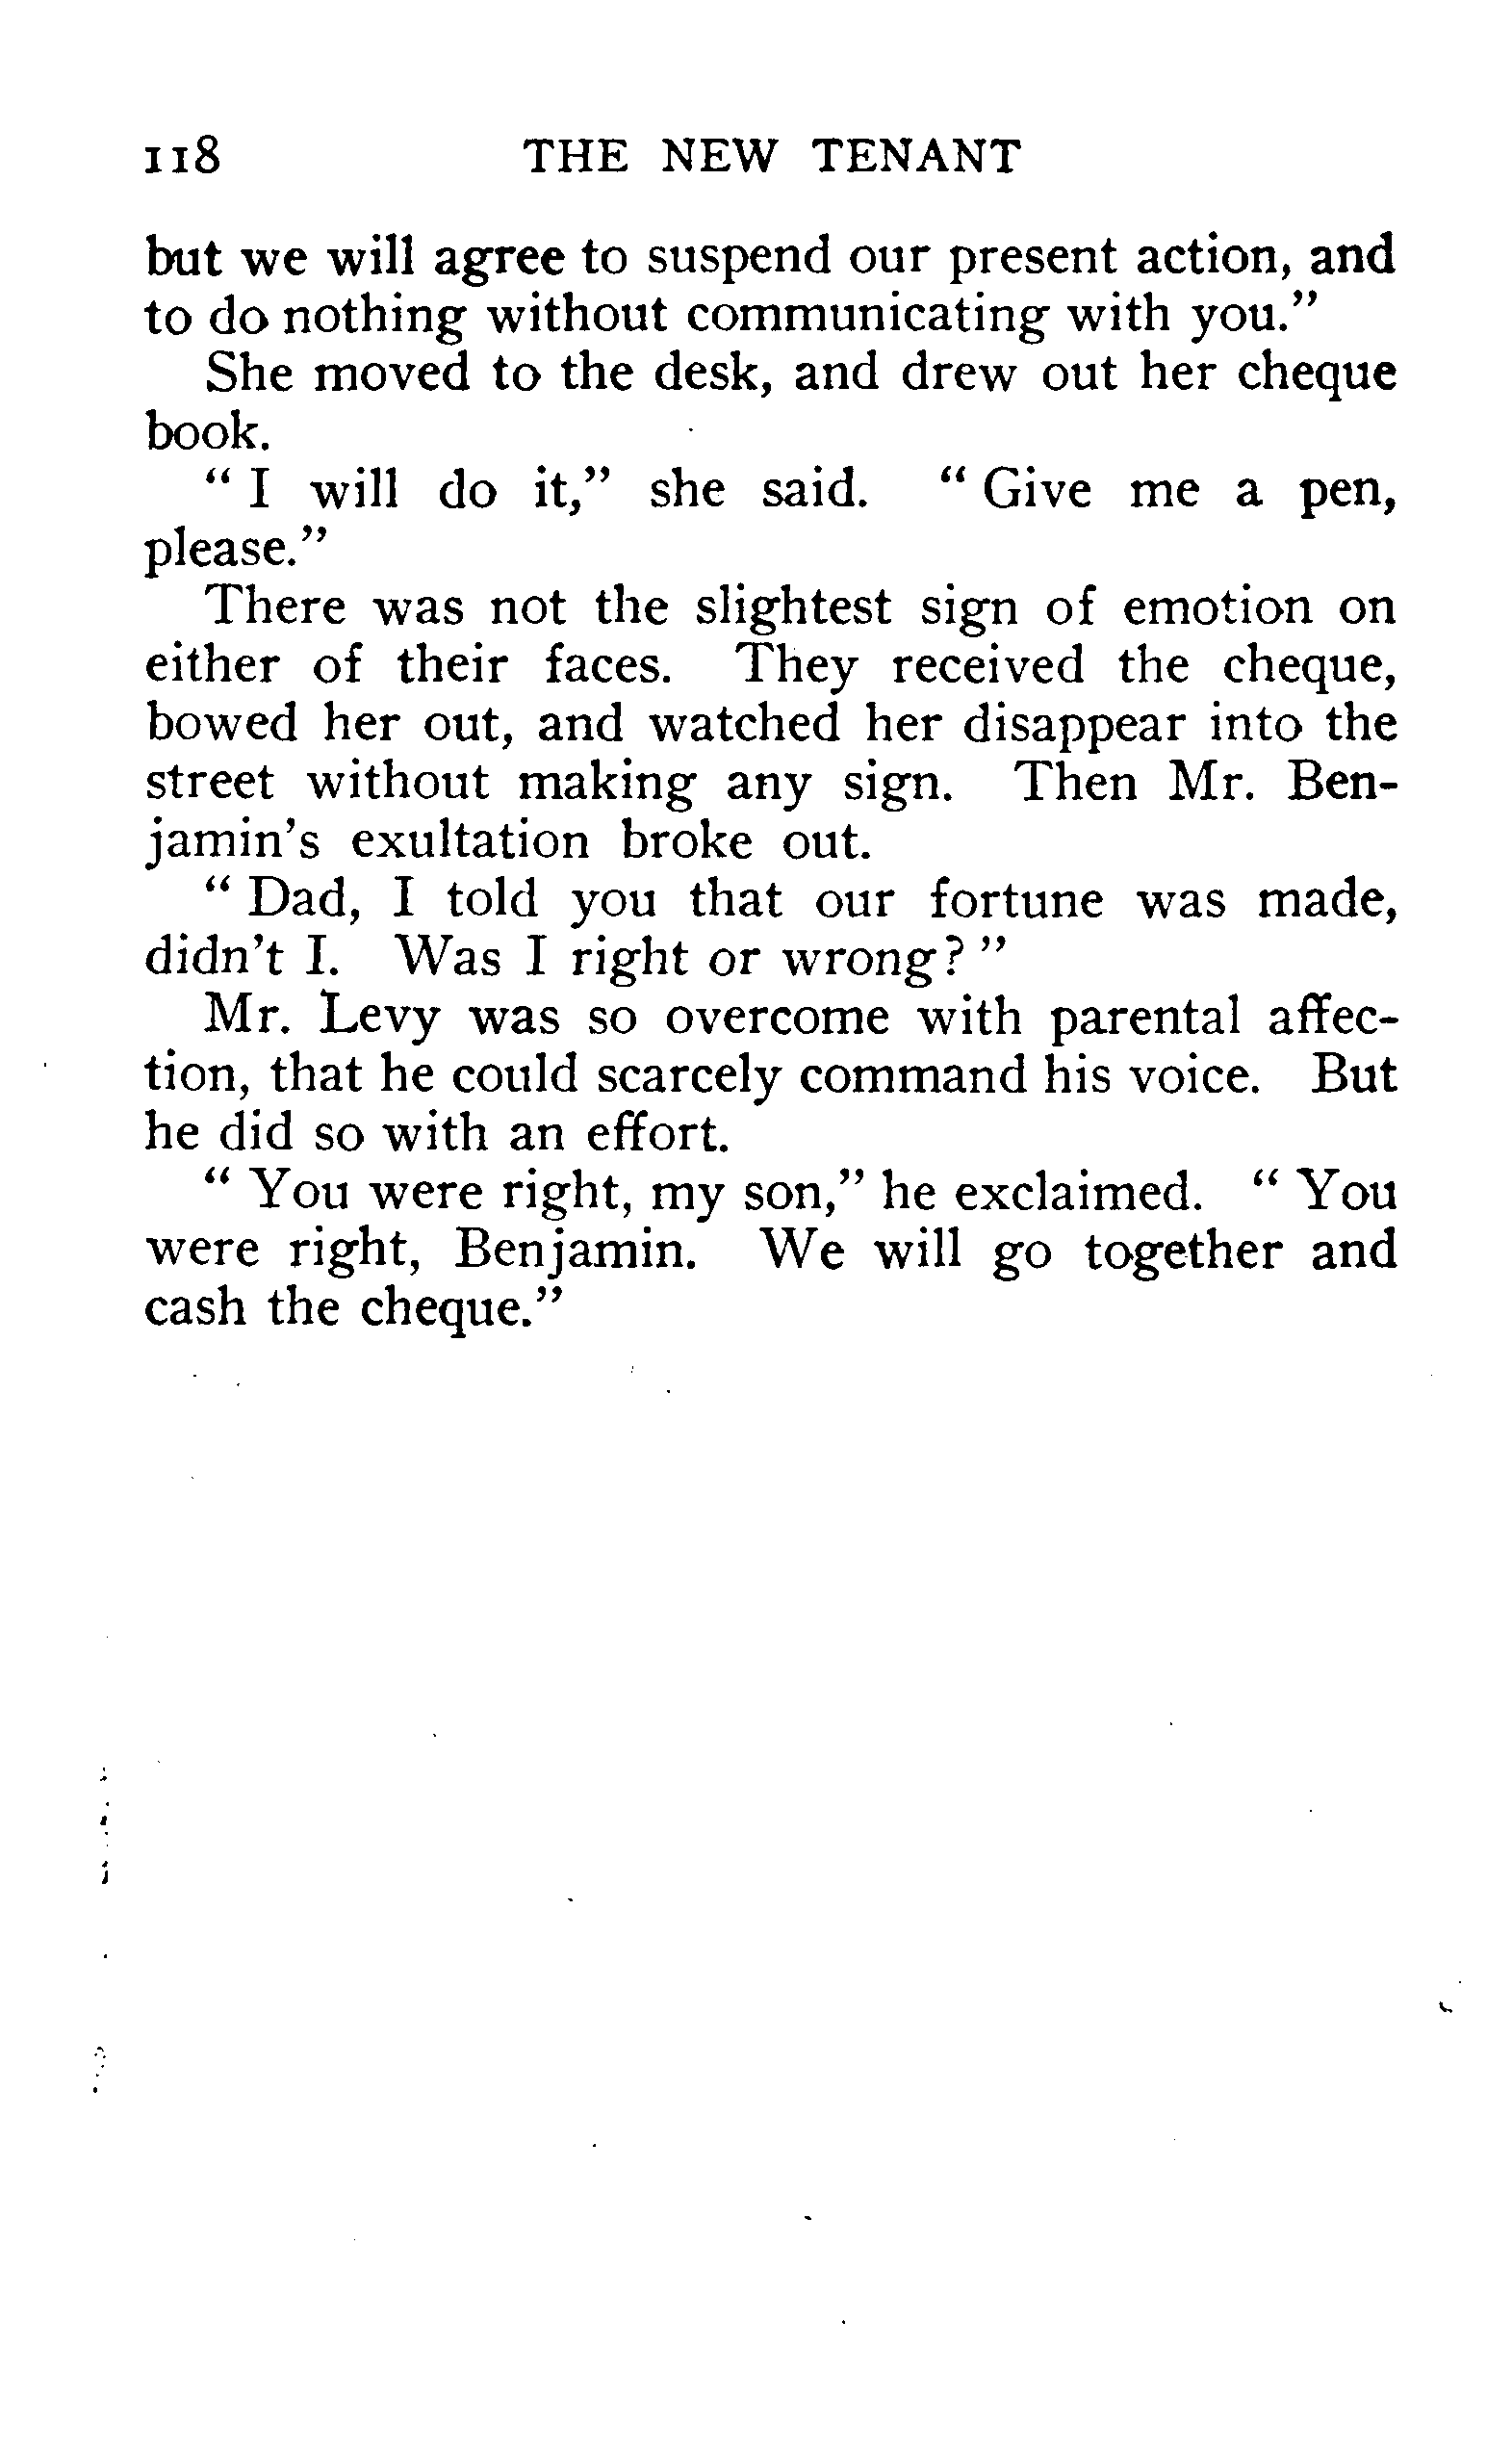 118 THE NEW TENANT
but we will agree to suspend our present action, and
to do nothing without communicating with you."
She moved to the desk, and drew out her cheque
book.
" I will do it," she said. " Give me a pen,
please."
There was not the slightest sign of emotion on
either of their faces. They received the cheque,
bowed her out, and watched her disappear into the
street without making any sign. Then Mr. Ben-
jamin's exultation broke out.
" Dad, I told you that our fortune was made,
didn't I. Was I right or wrong? "
Mr. Levy was so overcome with parental affec-
tion, that he could scarcely command his voice. But
he did so with an effort.
" You were right, my son," he exclaimed. " You
were right, Benjamin. We will go together and
cash the cheque."